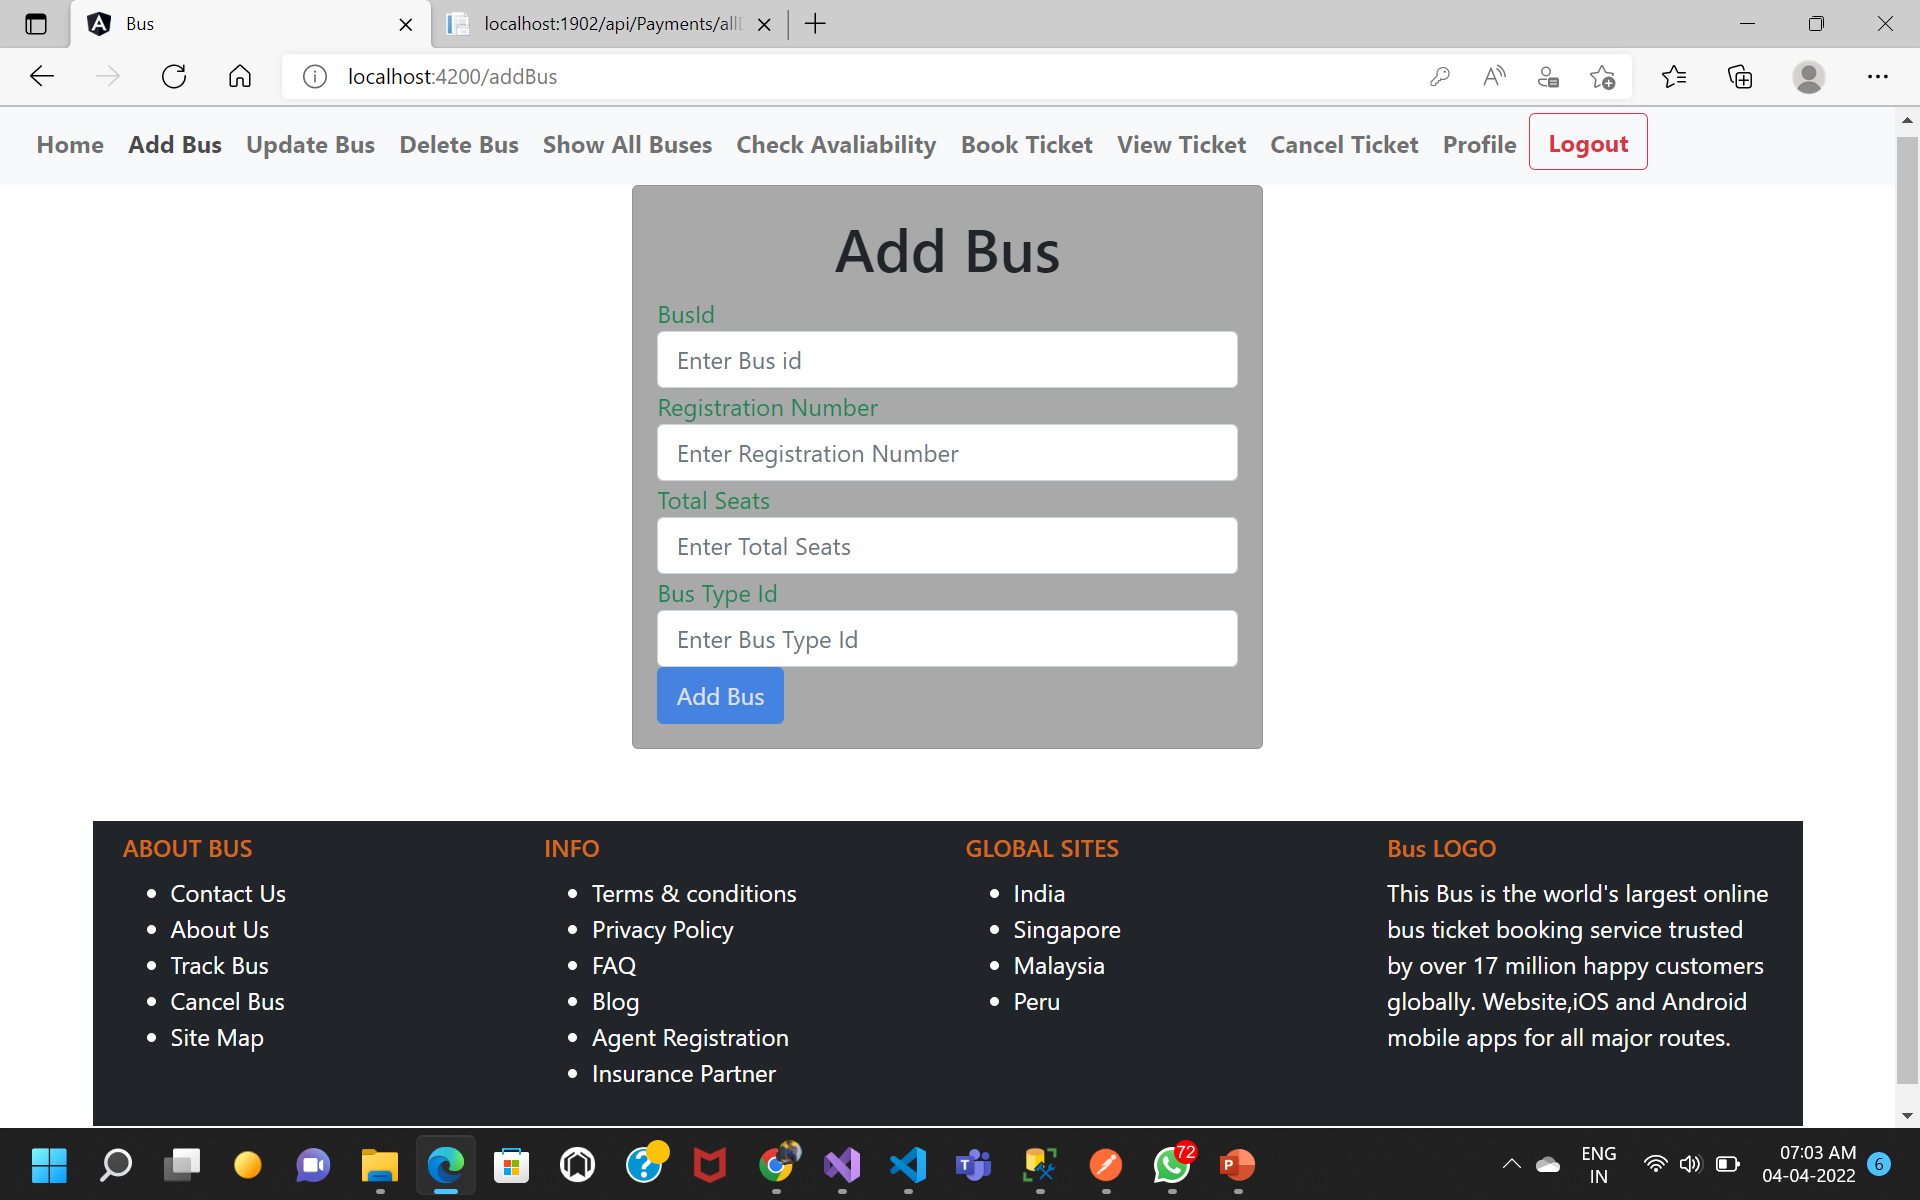 Bus
localhost:1902/api/Payments/all
localhost:4200/addBus
Home Add Bus Update Bus Delete Bus Show All Buses Check Avaliability Book Ticket View Ticket Cancel Ticket Profile Logout
Add Bus
BusId
Enter Bus id
Registration Number
Enter Registration Number
Total Seats
Enter Total Seats
Bus Type Id
Enter Bus Type Id
Add Bus
ABOUT BUS
Contact Us
About Us
Track Bus
Cancel Bus
Site Map
INFO
Terms & conditions
Privacy Policy
FAQ
Blog
Agent Registration
Insurance Partner
GLOBAL SITES
India
Singapore
Malaysia
Peru
Bus LOGO
This Bus is the world's largest online
bus ticket booking service trusted
by over 17 million happy customers
globally. Website,iOS and Android
mobile apps for all major routes.
72
ENG
IN
07:03 AM
04-04-2022
6